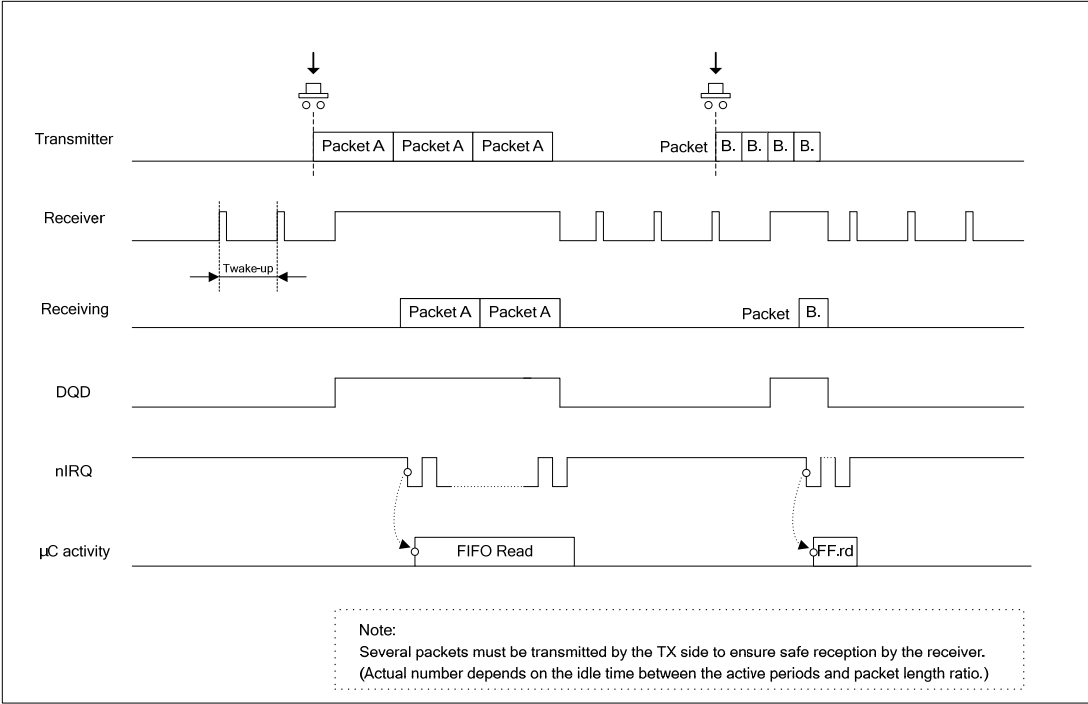 Transmitter
Packet A Packet A Packet A
Packet B. B. B. B.
Receiver
Twake-up
Receiving
Packet A Packet A
Packet B.
DQD
nIRQ
µC activity
FIFO Read
FF.rd
Note:
Several packets must be transmitted by the TX side to ensure safe reception by the receiver.
(Actual number depends on the idle time between the active periods and packet length ratio.)